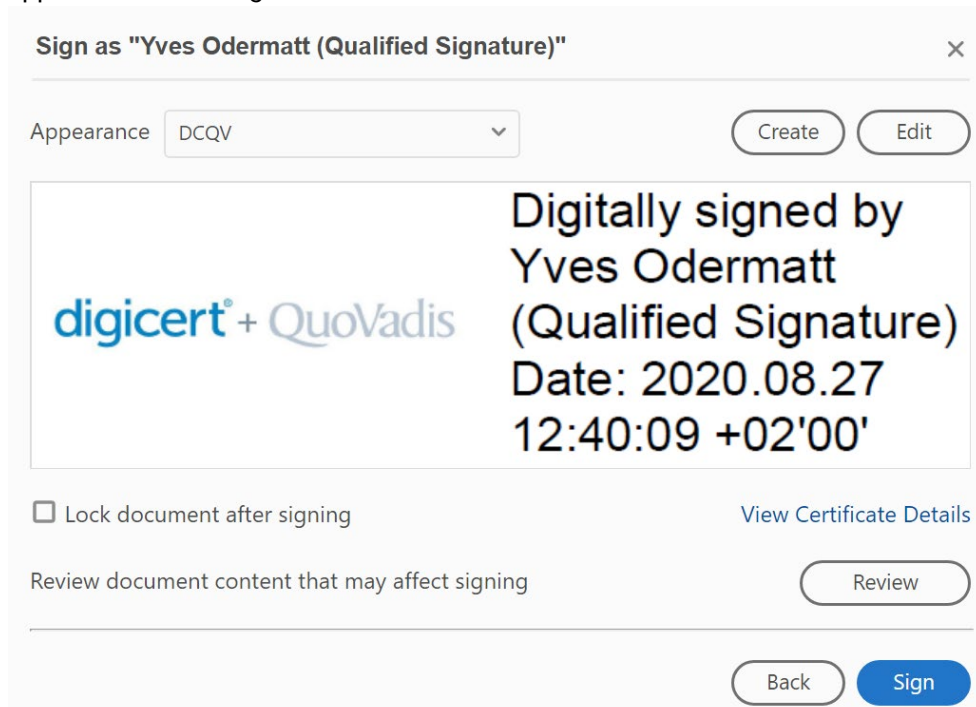 Sign as "Yves Odermatt (Qualified Signature)"
Appearance DCQV Create Edit
digicert® + QuoVadis
Digitally signed by
Yves Odermatt
(Qualified Signature)
Date: 2020.08.27
12:40:09 +02'00'
Lock document after signing View Certificate Details
Review document content that may affect signing Review
Back Sign